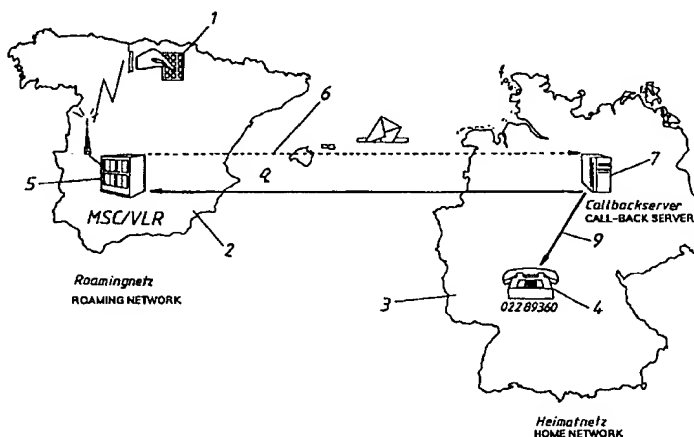 1
6
7
5
Q
MSC/VLR
2
Callbackserver
CALL-BACK SERVER
9
Roamingnetz
ROAMING NETWORK
3
4
02289360
Heimatnetz
HOME NETWORK